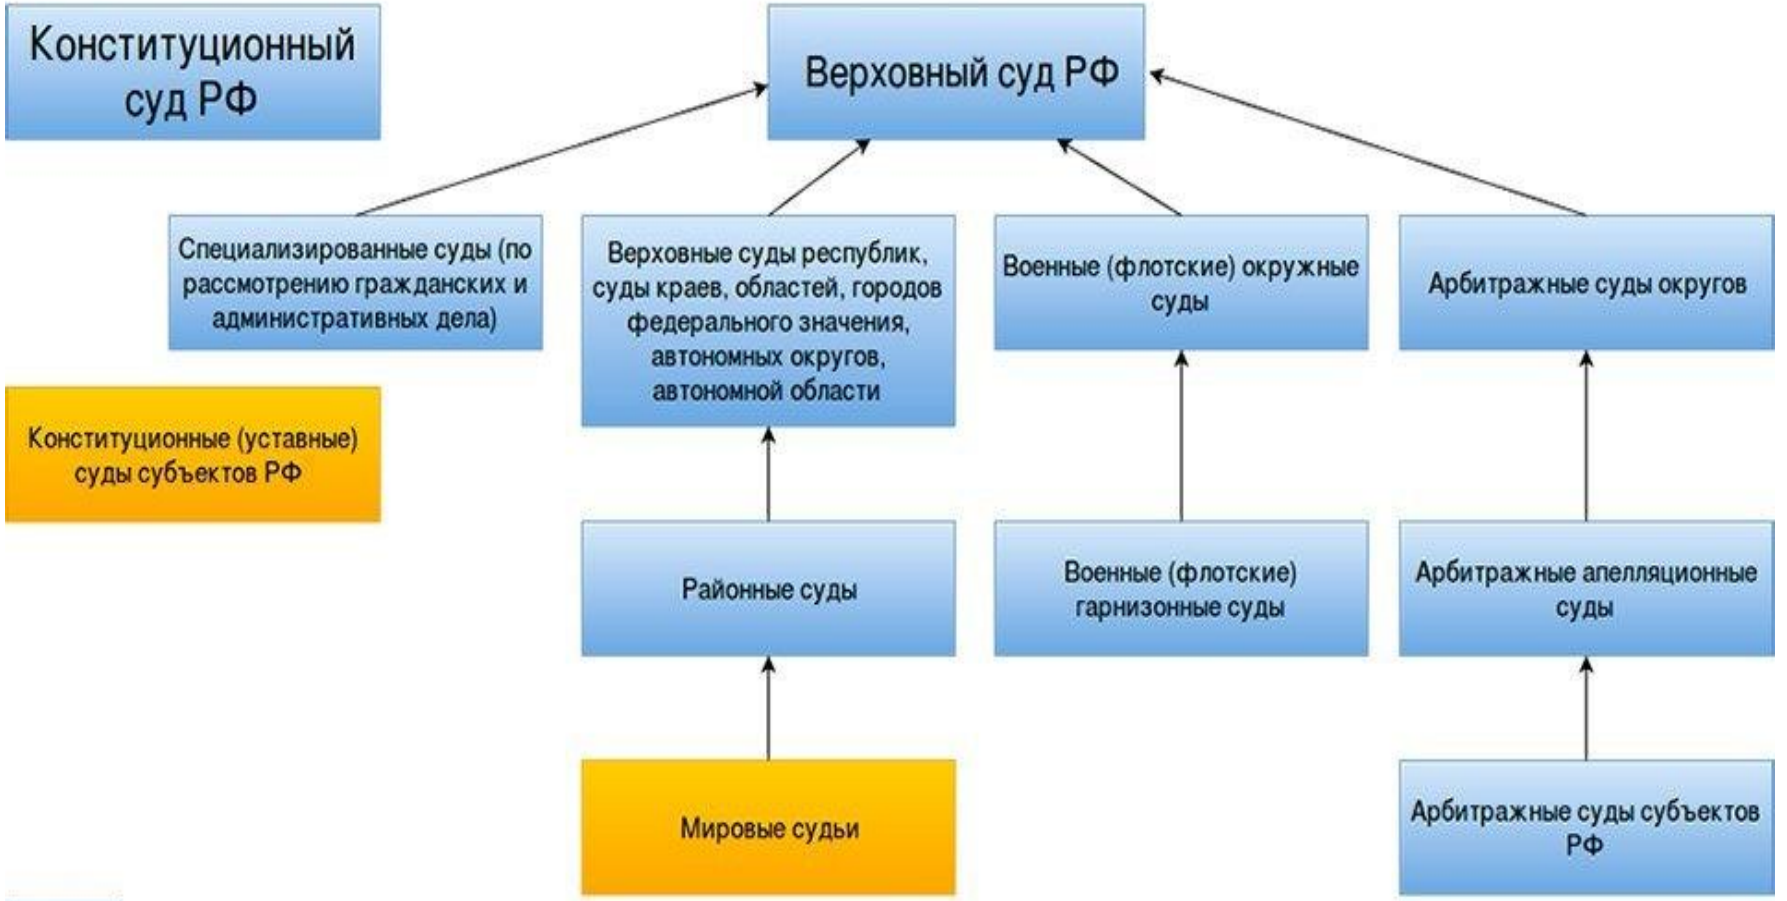 Конституционный
суд РФ
Верховный суд РФ
Специализированные суды (по
рассмотрению гражданских и
административных дела)
Верховные суды республик,
суды краев, областей, городов
федерального значения,
автономных округов,
автономной области
Военные (флотские) окружные
суды
Арбитражные суды округов
Конституционные (уставные)
суды субъектов РФ
Районные суды
Военные (флотские)
гарнизонные суды
Арбитражные апелляционные
суды
Мировые судьи
Арбитражные суды субъектов
РФ